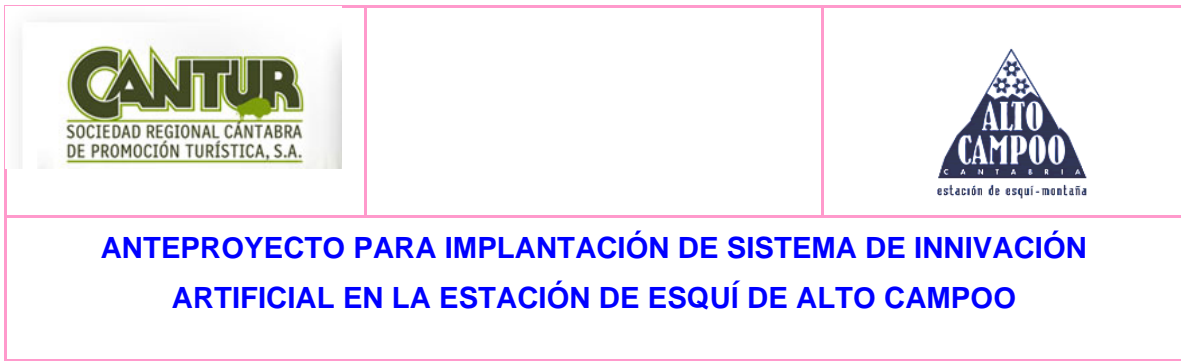 CANTUR
SOCIEDAD REGIONAL CÁNTABRA
DE PROMOCIÓN TURÍSTICA, S.A.
ALTO
CAMPOO
CANTABRIA
estación de esquí-montaña
ANTEPROYECTO PARA IMPLANTACIÓN DE SISTEMA DE INNIVACIÓN
ARTIFICIAL EN LA ESTACIÓN DE ESQUÍ DE ALTO CAMPOO